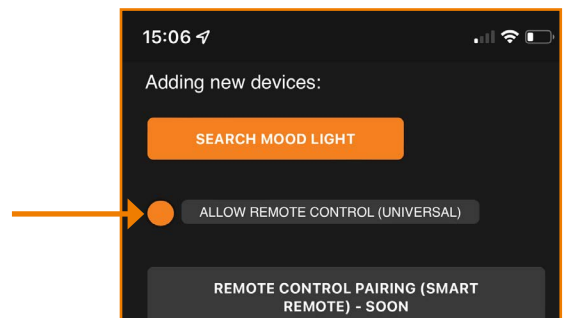 15:06
Adding new devices:
SEARCH MOOD LIGHT
ALLOW REMOTE CONTROL (UNIVERSAL)
REMOTE CONTROL PAIRING (SMART
REMOTE) - SOON